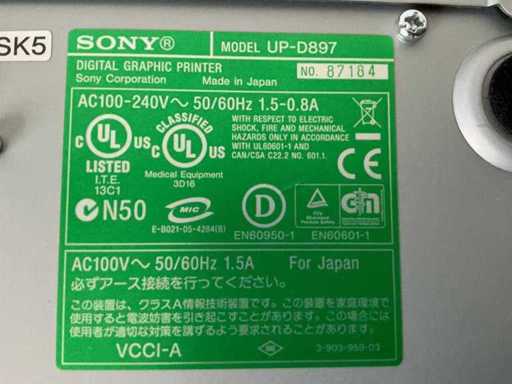 SK5
SONY® MODEL UP-D897
DIGITAL GRAPHIC PRINTER
Sony Corporation Made in Japan
NO. 87184
AC100-240V～ 50/60Hz 1.5-0.8A
C UL US
LISTED
I.T.E.
13C1
CLASSIFIED
C UL US
Medical Equipment
3D16
WITH RESPECT TO ELECTRIC
SHOCK, FIRE AND MECHANICAL
HAZARDS ONLY IN ACCORDANCE
WITH UL60601-1 AND
CAN/CSA C22.2 NO. 601.1
CE
N50
MIC
E-B021-05-4284(B)
D
EN60950-1
EN60601-1
AC100V～ 50/60Hz 1.5A For Japan
必ずアース接続を行ってください。
この装置は、クラスA情報技術装置です。この装置を家庭環境で
使用すると電波妨害を引き起こすことがあります。この場合には
使用者が適切な対策を講ずるよう要求されることがあります。
VCCI-A
3-903-959-03